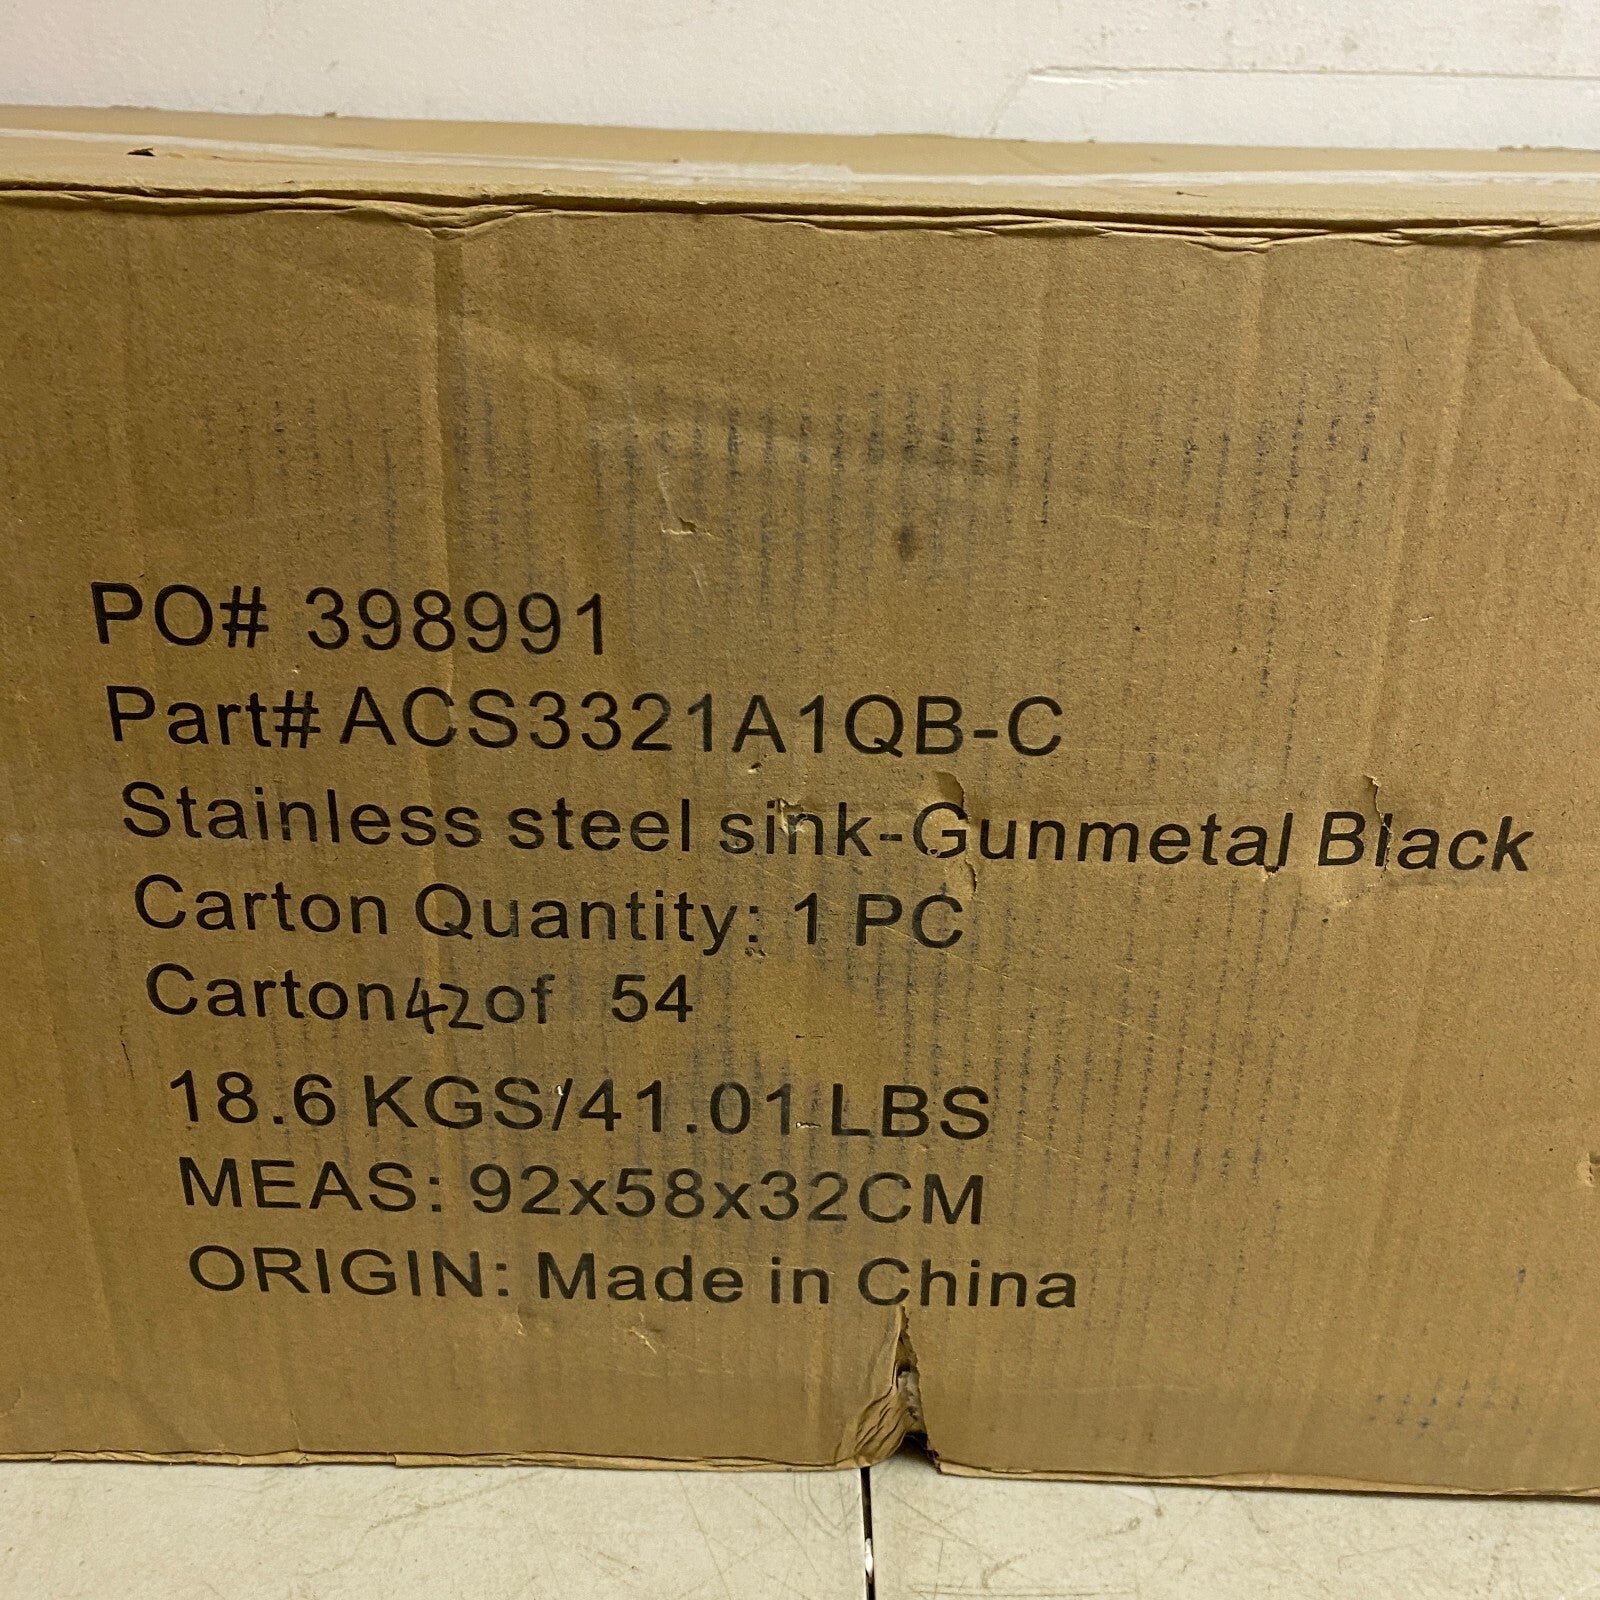 PO# 398991
Part# ACS3321A1QB-C
Stainless steel sink-Gunmetal Black
Carton Quantity: 1 PC
Carton 42 of 54
18.6 KGS/41.01 LBS
MEAS: 92x58x32CM
ORIGIN: Made in China